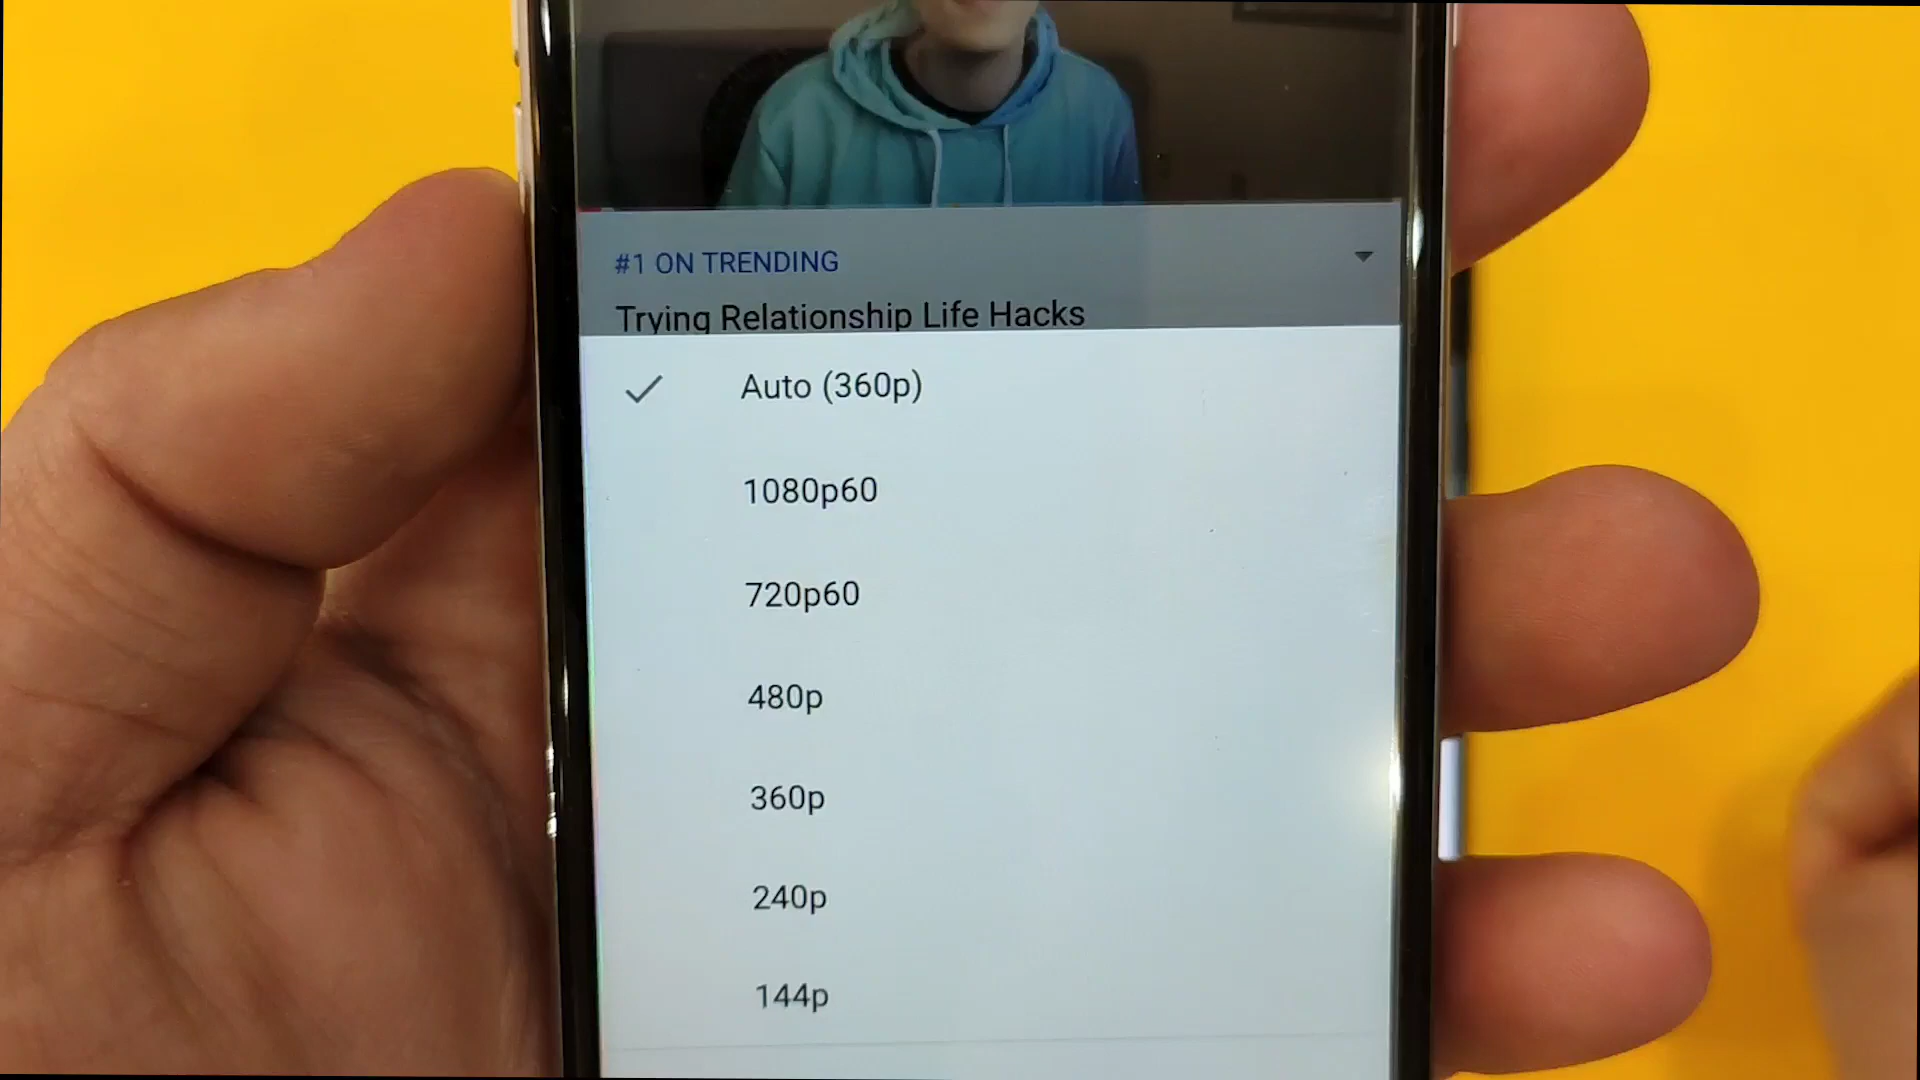 #1 ON TRENDING
Trying Relationship Life Hacks
Auto (360p)
1080p60
720p60
480p
360p
240p
144p